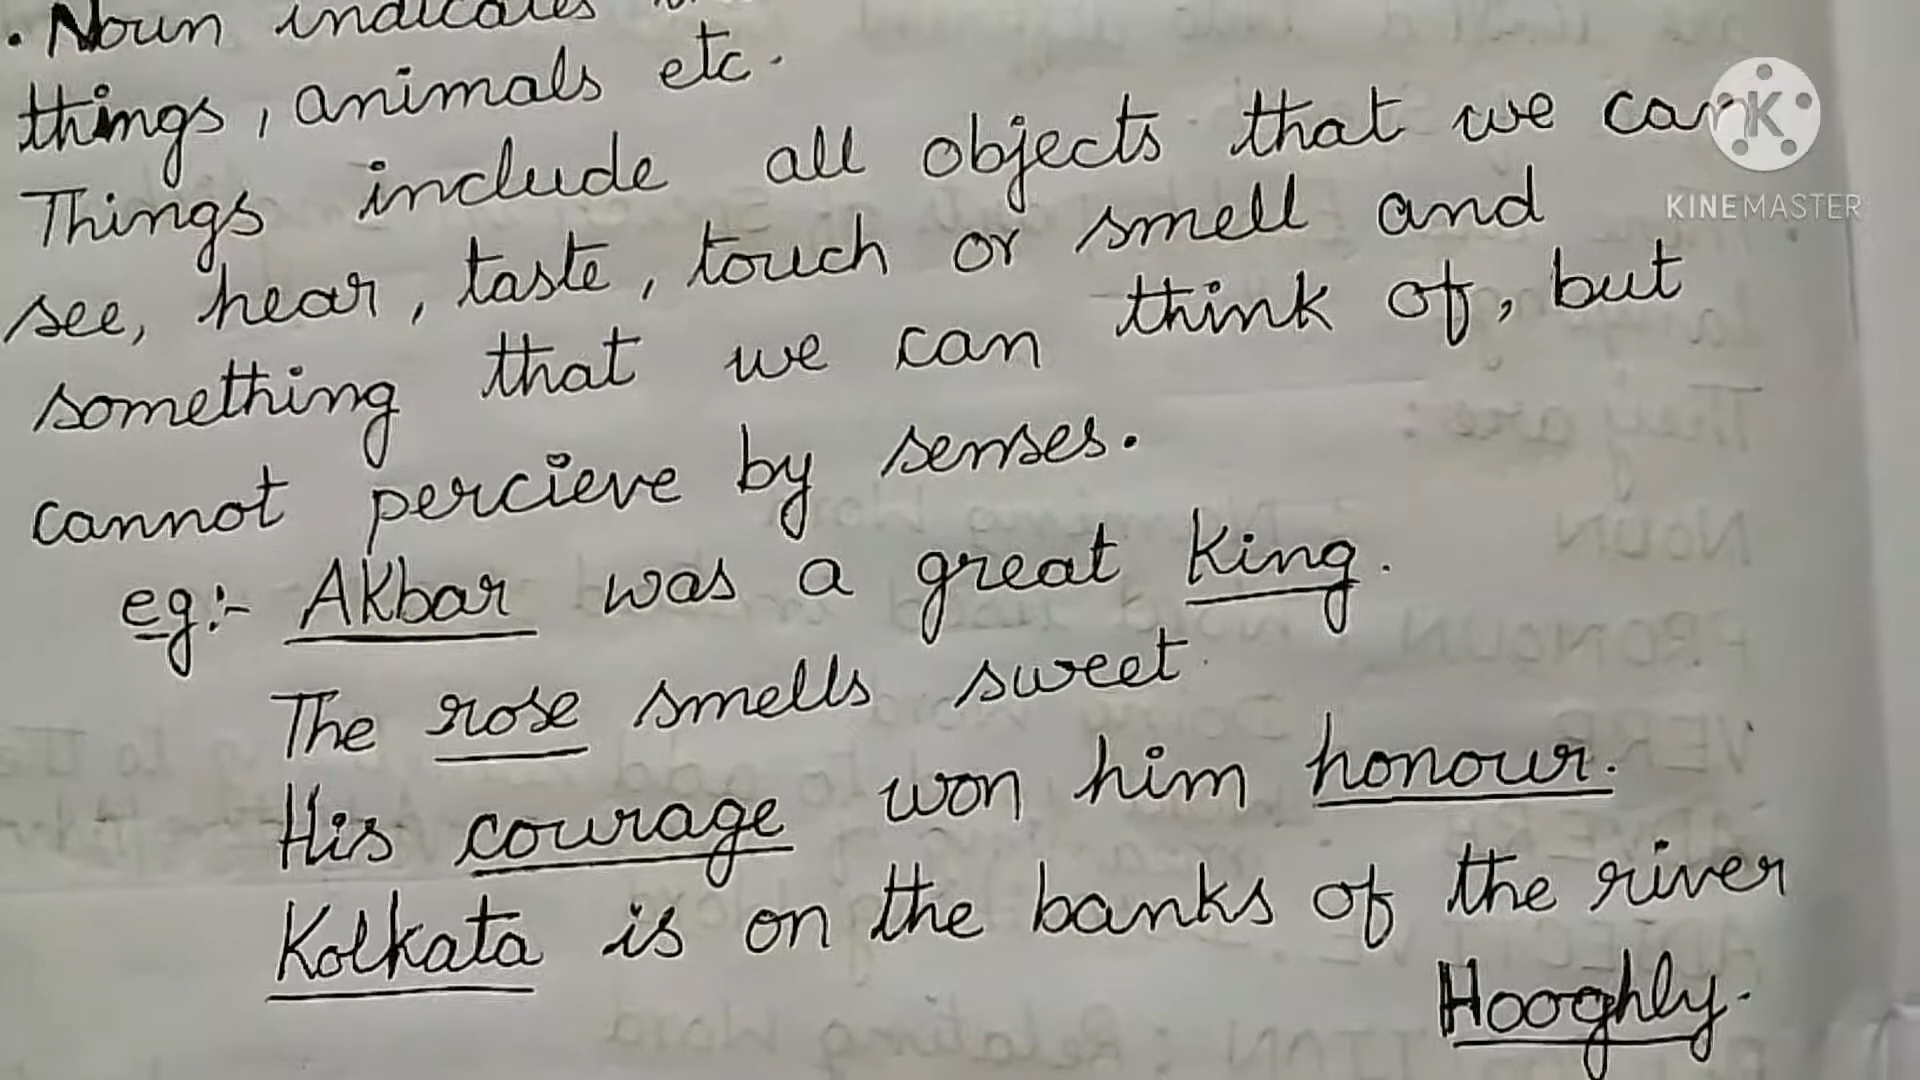 . Noun indicates
things, animals etc.
Things include all objects that we can
see, hear, taste, touch or smell and
something that we can think of, but
cannot percieve by senses.
eg:- Akbar was a great King.
The rose smells sweet.
His courage won him honour.
Kolkata is on the banks of the river
Hooghly.
KINEMASTER